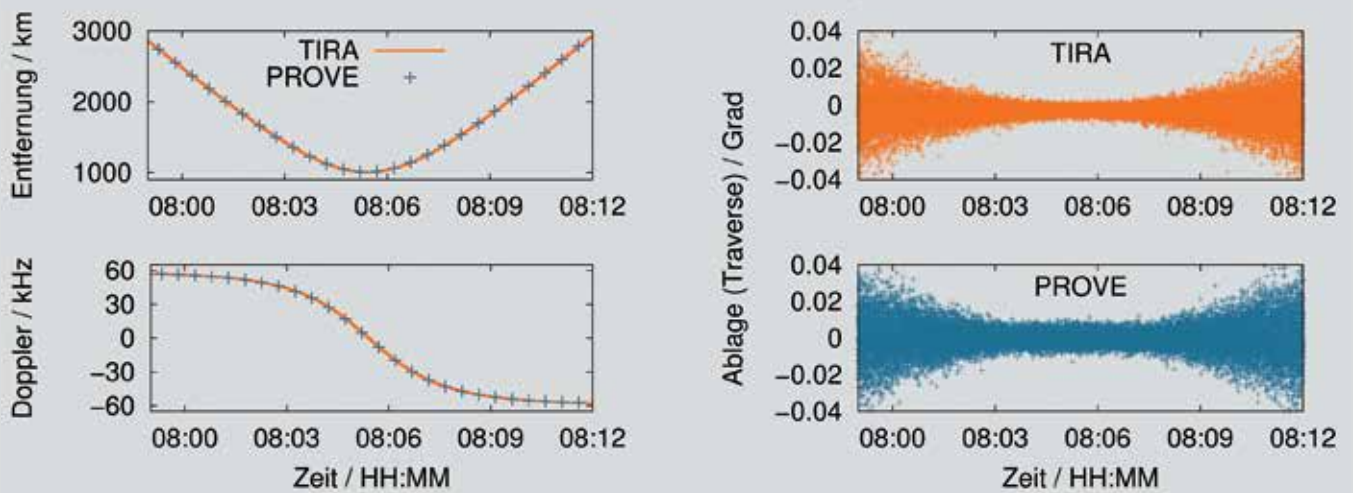 Entfernung / km
3000
2000
1000
TIRA
PROVE
08:00 08:03 08:06 08:09 08:12
Doppler / kHz
60
30
0
−30
−60
08:00 08:03 08:06 08:09 08:12
Zeit / HH:MM
Ablage (Traverse) / Grad
0.04
0.02
0
−0.02
−0.04
TIRA
08:00 08:03 08:06 08:09 08:12
0.04
0.02
0
−0.02
−0.04
PROVE
08:00 08:03 08:06 08:09 08:12
Zeit / HH:MM